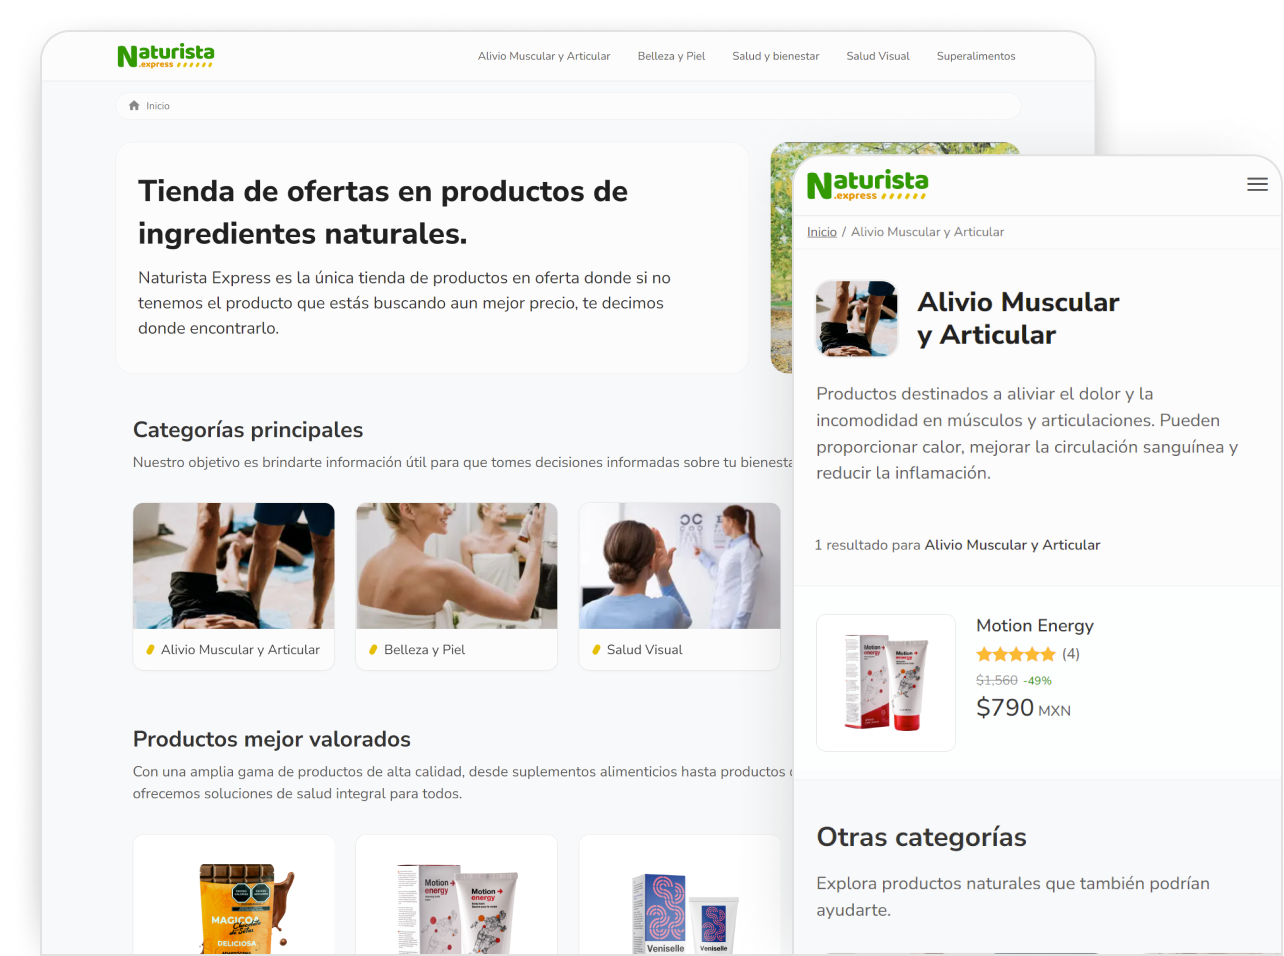 Naturista
.express
Alivio Muscular y Articular
Belleza y Piel
Salud y bienestar
Salud Visual
Superalimentos
Inicio
Tienda de ofertas en productos de
ingredientes naturales.
Naturista Express es la única tienda de productos en oferta donde si no
tenemos el producto que estás buscando aun mejor precio, te decimos
donde encontrarlo.
Categorías principales
Nuestro objetivo es brindarte información útil para que tomes decisiones informadas sobre tu bienesta
Alivio Muscular y Articular
Belleza y Piel
Salud Visual
Productos mejor valorados
Con una amplia gama de productos de alta calidad, desde suplementos alimenticios hasta productos
ofrecemos soluciones de salud integral para todos.
DELICIOSA
Motion
energy
Motion
energy
Veniselle
Veniselle
Naturista
.express
Inicio / Alivio Muscular y Articular
Alivio Muscular
y Articular
Productos destinados a aliviar el dolor y la
incomodidad en músculos y articulaciones. Pueden
proporcionar calor, mejorar la circulación sanguínea y
reducir la inflamación.
1 resultado para Alivio Muscular y Articular
Motion
energy
Motion
energy
Motion Energy
(4)
$1,560 -49%
$790 MXN
Otras categorías
Explora productos naturales que también podrían
ayudarte.